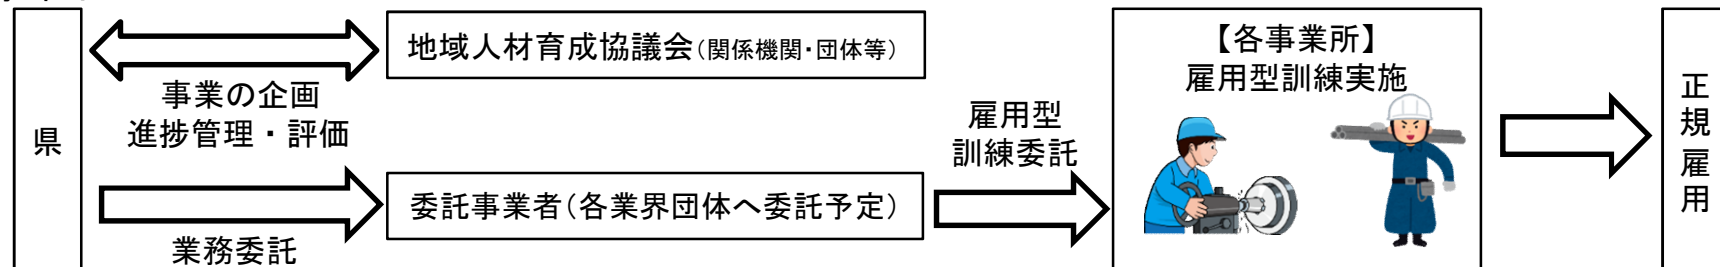 県
地域人材育成協議会(関係機関・団体等)
事業の企画
進捗管理・評価
委託事業者(各業界団体へ委託予定)
業務委託
雇用型
訓練委託
【各事業所】
雇用型訓練実施
正規雇用